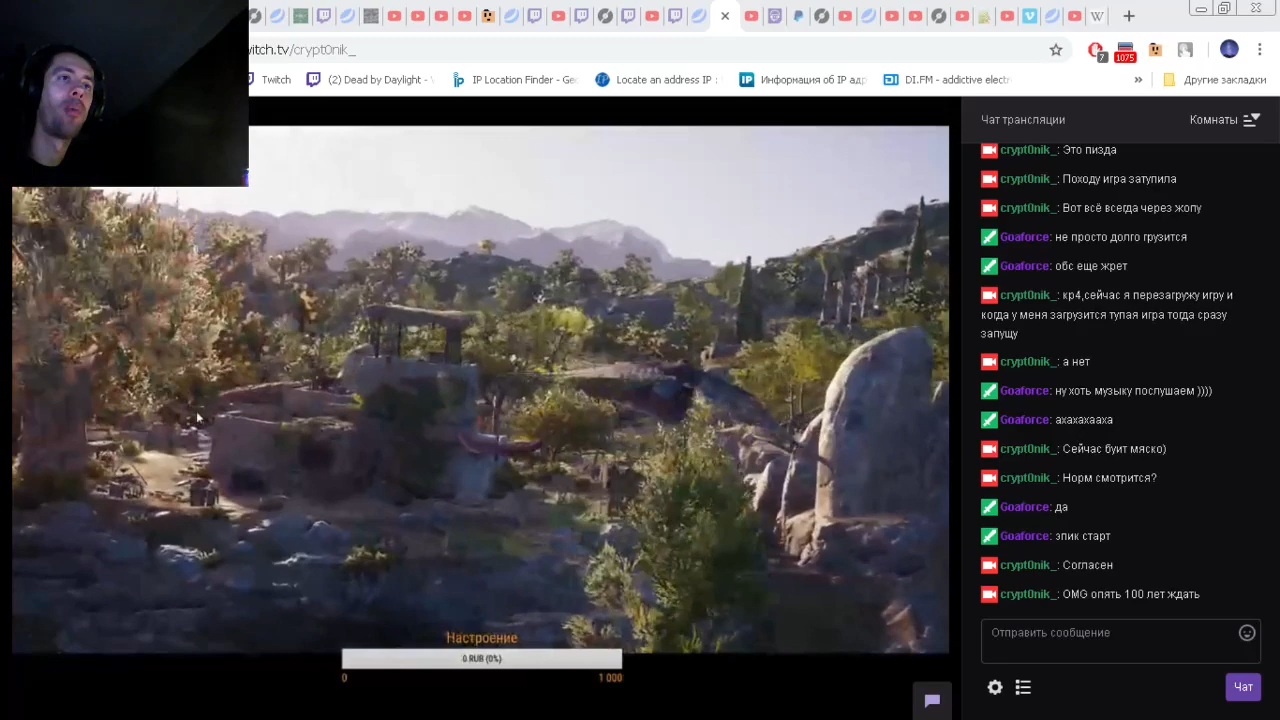 witch.tv/crypt0nik_
7
1075
Twitch
(2) Dead by Daylight -
IP Location Finder - Ge
Locate an address IP :
Информация об IP адр
DI.FM - addictive electr
»
Другие закладки
Чат трансляции
Комнаты
crypt0nik_: Это пизда
crypt0nik_: Походу игра затупила
crypt0nik_: Вот всё всегда через жопу
Goaforce: не просто долго грузится
Goaforce: обс еще жрет
crypt0nik_: кр4,сейчас я перезагружу игру и
когда у меня загрузится тупая игра тогда сразу
запущу
crypt0nik_: а нет
Goaforce: ну хоть музыку послушаем ))))
Goaforce: ахахахааха
crypt0nik_: Сейчас буит мяско)
crypt0nik_: Норм смотрится?
Goaforce: да
Goaforce: эпик старт
crypt0nik_: Согласен
crypt0nik_: OMG опять 100 лет ждать
Отправить сообщение
Чат
Настроение
0 RUB (0%)
0
1 000